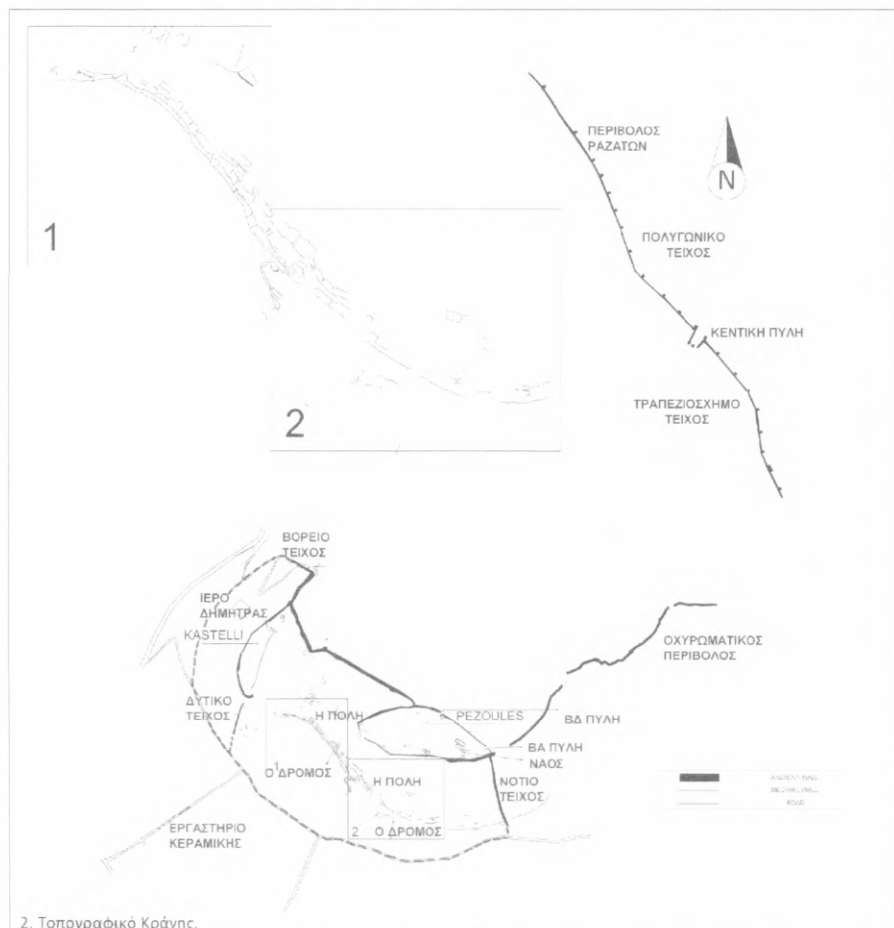 1
2
ΠΕΡΙΒΟΛΟΣ
ΡΑΖΑΤΩΝ
N
ΠΟΛΥΓΩΝΙΚΟ
ΤΕΙΧΟΣ
ΚΕΝΤΙΚΗ ΠΥΛΗ
ΤΡΑΠΕΖΙΟΣΧΗΜΟ
ΤΕΙΧΟΣ
ΒΟΡΕΙΟ
ΤΕΙΧΟΣ
ΙΕΡΟ
ΔΗΜΗΤΡΑΣ
KASTELLI
ΟΧΥΡΩΜΑΤΙΚΟΣ
ΠΕΡΙΒΟΛΟΣ
ΔΥΤΙΚΟ
ΤΕΙΧΟΣ
Η ΠΟΛΗ
PEZOULES
ΒΔ ΠΥΛΗ
ΒΑ ΠΥΛΗ
ΝΑΟΣ
1
Ο ΔΡΟΜΟΣ
Η ΠΟΛΗ
ΝΟΤΙΟ
ΤΕΙΧΟΣ
ANCIENT WALL
ROAD
ΕΡΓΑΣΤΗΡΙΟ
ΚΕΡΑΜΙΚΗΣ
2 Ο ΔΡΟΜΟΣ
2. Τοπογραφικό Κράνης.